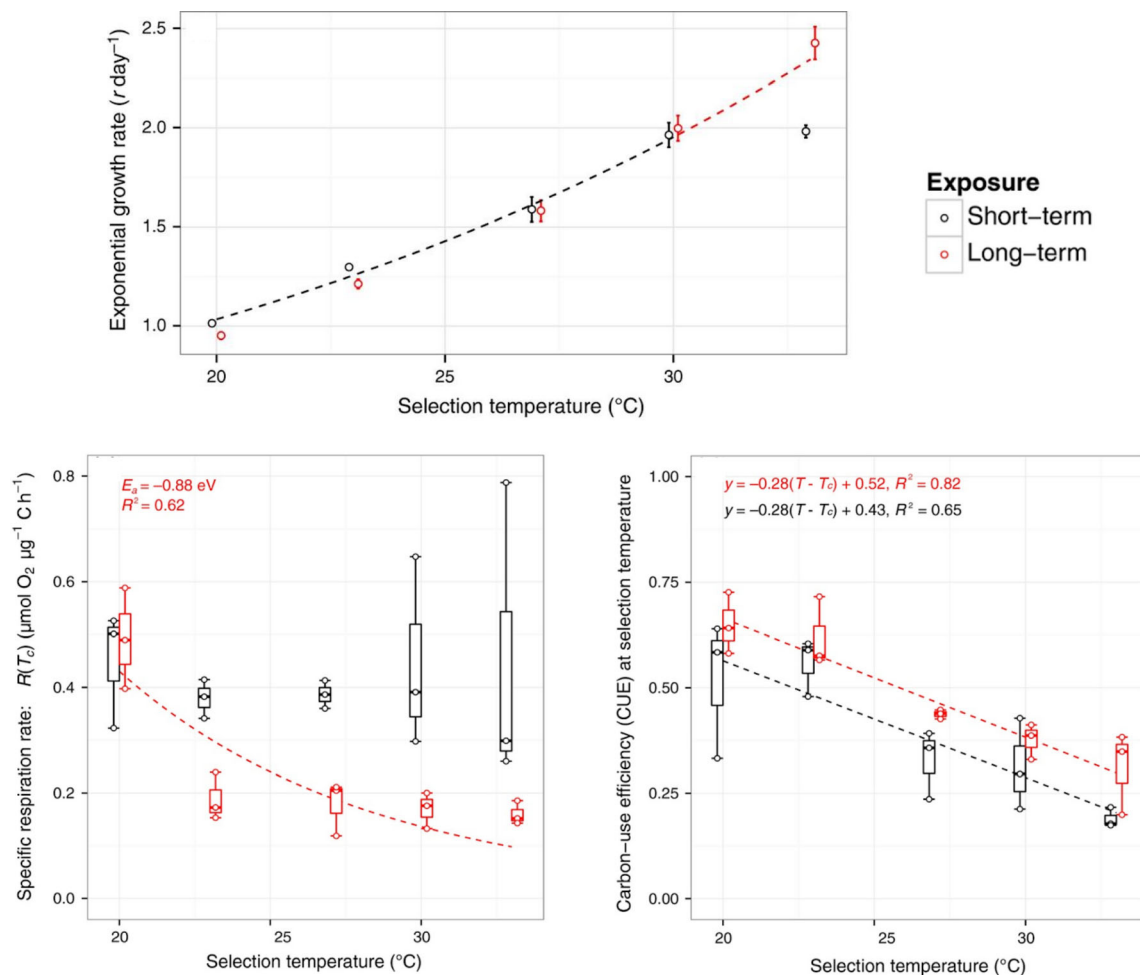 Exponential growth rate (r day⁻¹)
2.5
2.0
1.5
1.0
20
25
30
Selection temperature (°C)
Exposure
Short−term
Long−term
Specific respiration rate: R(Tc) (µmol O₂ µg⁻¹ C h⁻¹)
0.8
0.6
0.4
0.2
0.0
Eₐ = −0.88 eV
R² = 0.62
20
25
30
Selection temperature (°C)
Carbon−use efficiency (CUE) at selection temperature
1.00
0.75
0.50
0.25
0.00
y = −0.28(T - Tc) + 0.52, R² = 0.82
y = −0.28(T - Tc) + 0.43, R² = 0.65
20
25
30
Selection temperature (°C)